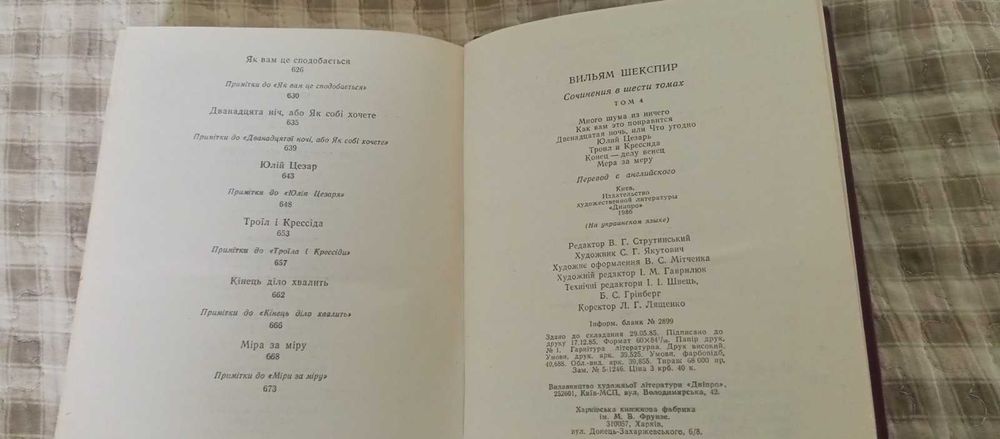 Як вам це сподобається
626
Примітки до «Як вам це сподобається»
630
Дванадцята ніч, або Як собі хочете
635
Примітки до «Дванадцятої ночі, або Як собі хочете»
639
Юлій Цезар
643
Примітки до «Юлія Цезаря»
648
Троїл і Крессіда
653
Примітки до «Троїла і Крессіди»
657
Кінець діло хвалить
662
Примітки до «Кінець діло хвалить»
666
Міра за міру
668
Примітки до «Міри за міру»
673
ВИЛЬЯМ ШЕКСПИР
Сочинения в шести томах
ТОМ 4
Много шума из ничего
Как вам это понравится
Двенадцатая ночь, или Что угодно
Юлай Цезарь
Троил и Крессида
Конец — делу венец
Мера за меру
Перевод с английского
Киев,
Издательство
художественной литературы
«Дніпро»
1986
(На украинском языке)
Редактор В. Г. Струтинський
Художник С. Г. Якутович
Художнє оформлення В. С. Мітченка
Художній редактор І. М. Гаврилюк
Технічні редактори І. І. Швець,
Б. С. Грінберг
Коректор Л. Г. Лященко
Інформ. бланк № 2899
Здано до складання 29.05.85. Підписано до
друку 17.12.85. Формат 60×84¹/₁₆. Папір друк.
№ 1. Гарнітура літературна. Друк високий.
Умовн. друк. арк. 39,525. Умовн. фарбовідб.
40,688. Обл.-вид. арк. 39,855. Тираж 68 000 пр.
Зам. № 5-1246. Ціна 3 крб. 40 к.
Видавництво художньої літератури «Дніпро»,
252601, Київ-МСП, вул. Володимирська, 42.
Харківська книжкова фабрика
ім. М. В. Фрунзе.
310057, Харків,
вул. Донець-Захаржевського, 6/8.